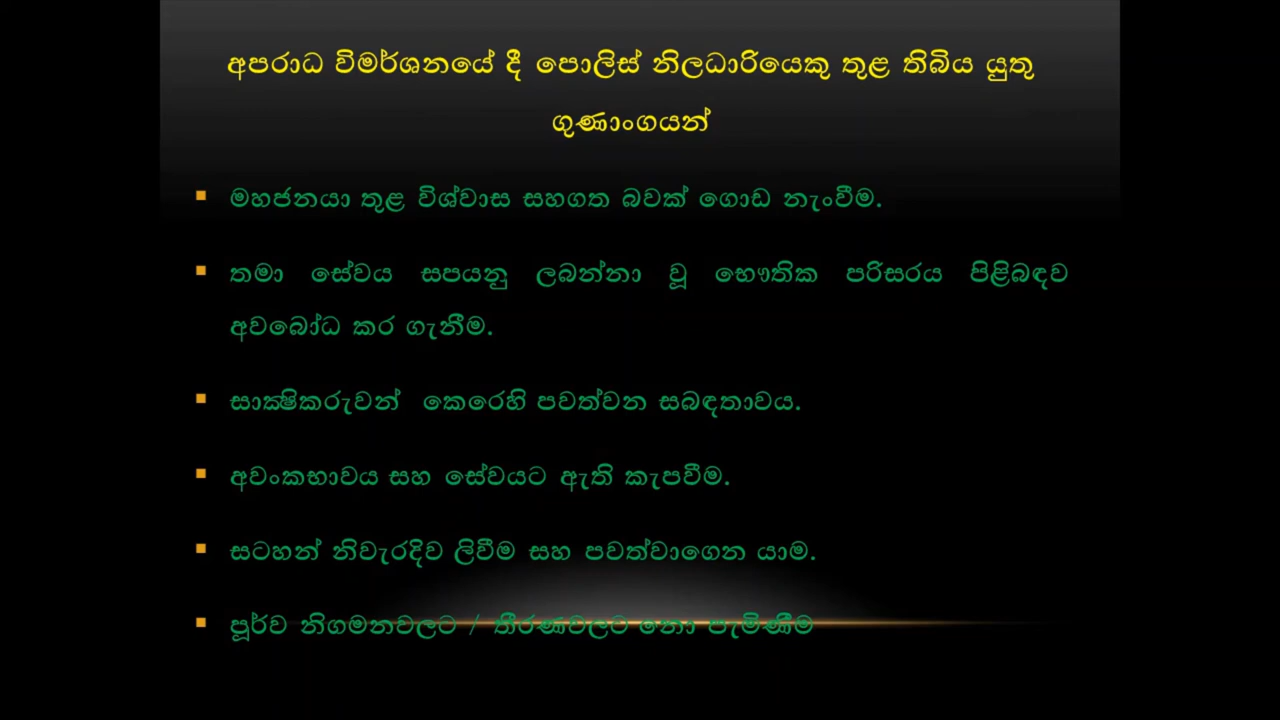 අපරාධ විමර්ශනයේ දී පොලිස් නිලධාරියෙකු තුළ තිබිය යුතු
ගුණාංගයන්
▪ මහජනයා තුළ විශ්වාස සහගත බවක් ගොඩ නැංවීම.
▪ තමා සේවය සපයනු ලබන්නා වූ භෞතික පරිසරය පිළිබඳව
අවබෝධ කර ගැනීම.
▪ සාක්‍ෂිකරුවන් කෙරෙහි පවත්වන සබඳතාවය.
▪ අවංකභාවය සහ සේවයට ඇති කැපවීම.
▪ සටහන් නිවැරදිව ලිවීම සහ පවත්වාගෙන යාම.
▪ පූර්ව නිගමනවලට / තීරණවලට නො පැමිණීම